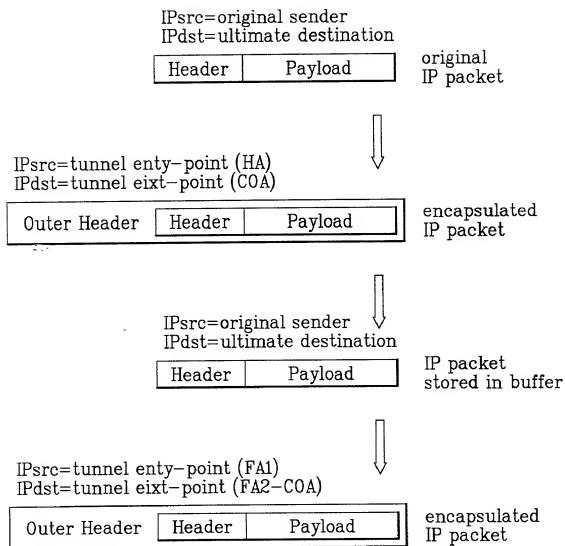 IPsrc=original sender
IPdst=ultimate destination
Header Payload
original
IP packet
IPsrc=tunnel enty-point (HA)
IPdst=tunnel eixt-point (COA)
Outer Header Header Payload
encapsulated
IP packet
IPsrc=original sender
IPdst=ultimate destination
Header Payload
IP packet
stored in buffer
IPsrc=tunnel enty-point (FA1)
IPdst=tunnel eixt-point (FA2-COA)
Outer Header Header Payload
encapsulated
IP packet